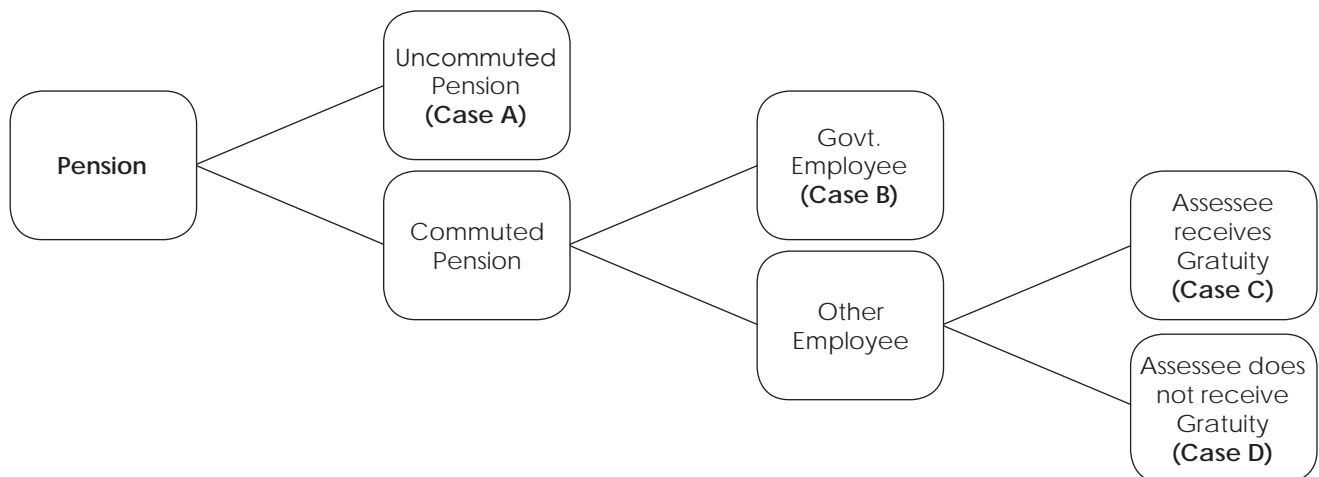 Pension
Uncommuted
Pension
(Case A)
Commuted
Pension
Govt.
Employee
(Case B)
Other
Employee
Assessee
receives
Gratuity
(Case C)
Assessee does
not receive
Gratuity
(Case D)